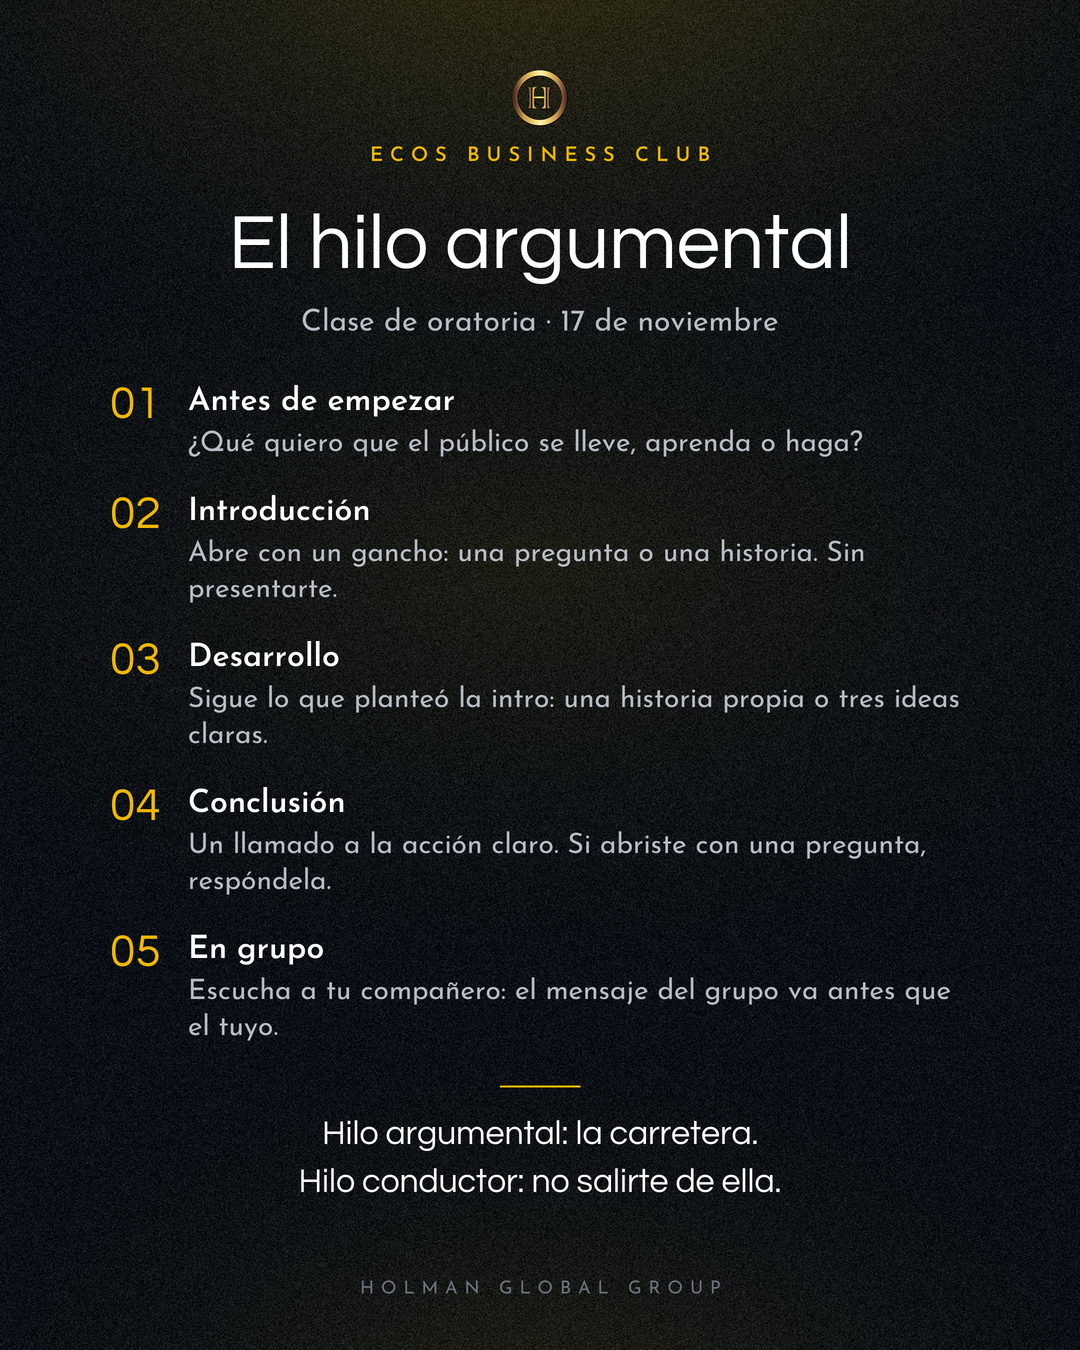 H
ECOS BUSINESS CLUB
El hilo argumental
Clase de oratoria · 17 de noviembre
01 Antes de empezar
¿Qué quiero que el público se lleve, aprenda o haga?
02 Introducción
Abre con un gancho: una pregunta o una historia. Sin
presentarte.
03 Desarrollo
Sigue lo que planteó la intro: una historia propia o tres ideas
claras.
04 Conclusión
Un llamado a la acción claro. Si abriste con una pregunta,
respóndela.
05 En grupo
Escucha a tu compañero: el mensaje del grupo va antes que
el tuyo.
Hilo argumental: la carretera.
Hilo conductor: no salirte de ella.
HOLMAN GLOBAL GROUP